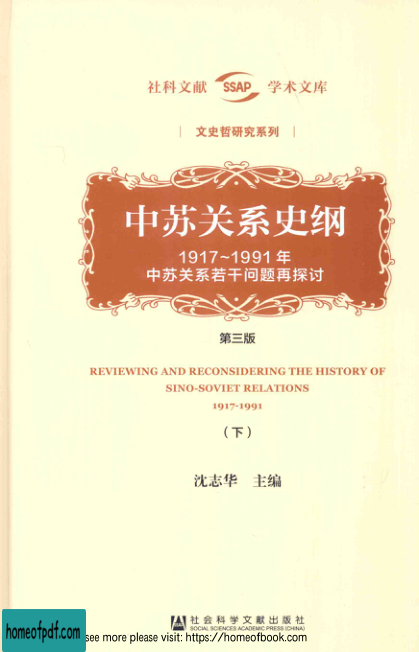 社科文献 SSAP 学术文库
| 文史哲研究系列 |
中苏关系史纲
1917~1991年
中苏关系若干问题再探讨
第三版
REVIEWING AND RECONSIDERING THE HISTORY OF
SINO-SOVIET RELATIONS
1917-1991
(下)
沈志华 主编
社会科学文献出版社
SOCIAL SCIENCES ACADEMIC PRESS (CHINA)
homeofpdf.com
see more please visit: https://homeofbook.com